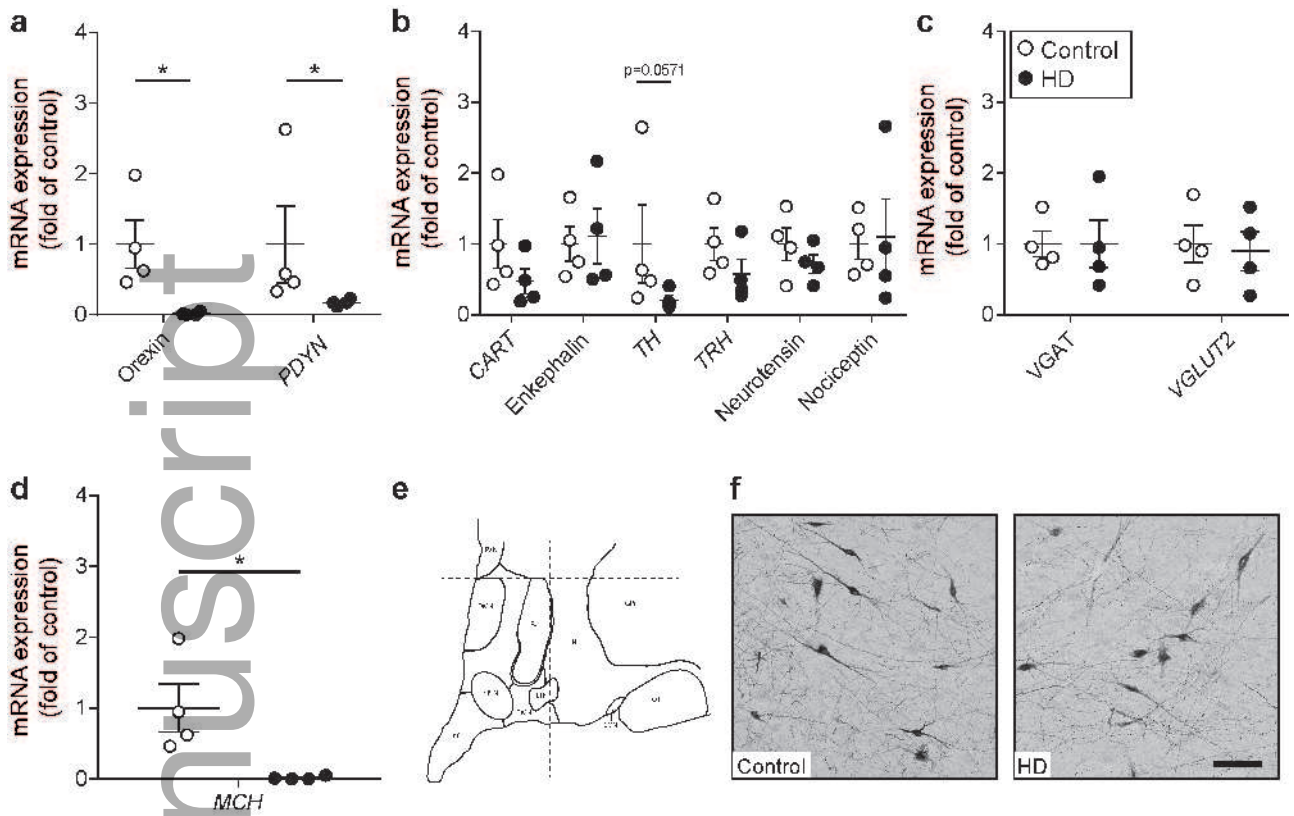 a
mRNA expression
(fold of control)
4
3
2
1
0
*
*
Orexin
PDYN
b
mRNA expression
(fold of control)
4
3
2
1
0
p=0.0571
CART
Enkephalin
TH
TRH
Neurotensin
Nociceptin
c
mRNA expression
(fold of control)
4
3
2
1
0
Control
HD
VGAT
VGLUT2
d
mRNA expression
(fold of control)
4
3
2
1
0
*
MCH
e
f
Control
HD
nuscript